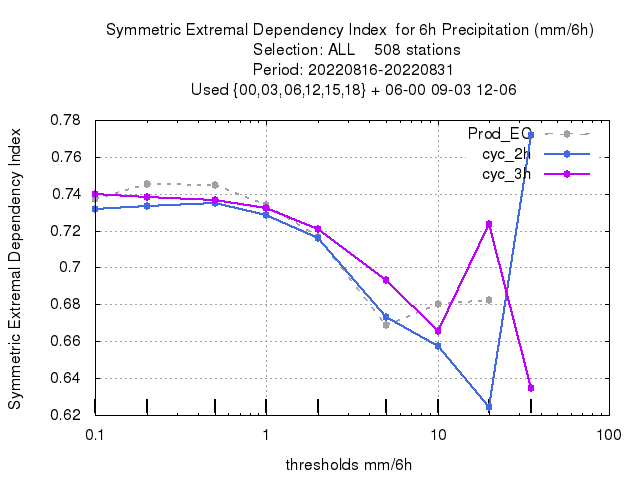 Symmetric Extremal Dependency Index  for 6h Precipitation (mm/6h)
Selection: ALL    508 stations
Period: 20220816-20220831
Used {00,03,06,12,15,18} + 06-00 09-03 12-06
Symmetric Extremal Dependency Index
0.78
0.76
0.74
0.72
0.7
0.68
0.66
0.64
0.62
Prod_EC
cyc_2h
cyc_3h
0.1
1
10
100
thresholds mm/6h